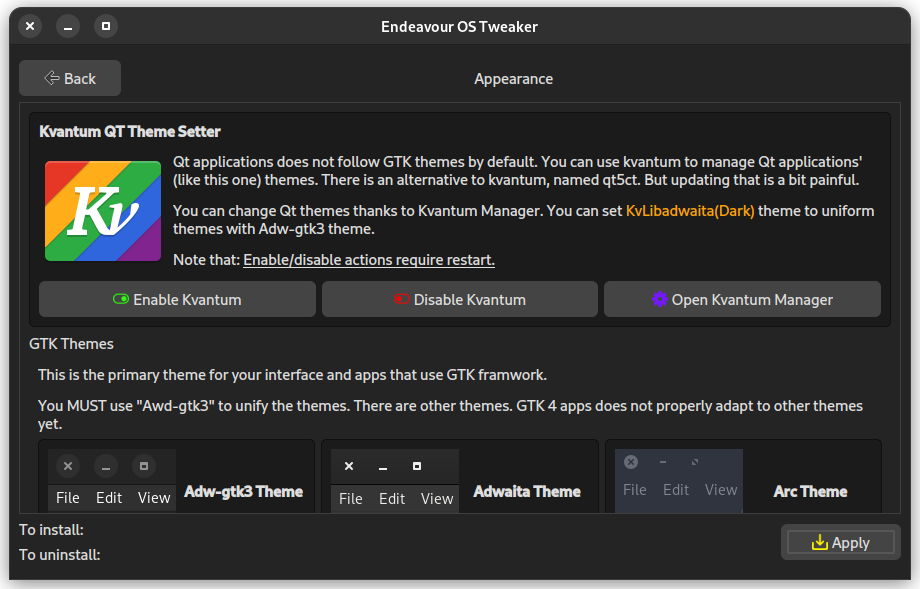 Endeavour OS Tweaker
Back
Appearance
Kvantum QT Theme Setter
Kv
Qt applications does not follow GTK themes by default. You can use kvantum to manage Qt applications'
(like this one) themes. There is an alternative to kvantum, named qt5ct. But updating that is a bit painful.
You can change Qt themes thanks to Kvantum Manager. You can set KvLibadwaita(Dark) theme to uniform
themes with Adw-gtk3 theme.
Note that: Enable/disable actions require restart.
Enable Kvantum
Disable Kvantum
Open Kvantum Manager
GTK Themes
This is the primary theme for your interface and apps that use GTK framwork.
You MUST use "Awd-gtk3" to unify the themes. There are other themes. GTK 4 apps does not properly adapt to other themes
yet.
File Edit View
Adw-gtk3 Theme
File Edit View
Adwaita Theme
File Edit View
Arc Theme
To install:
To uninstall:
Apply